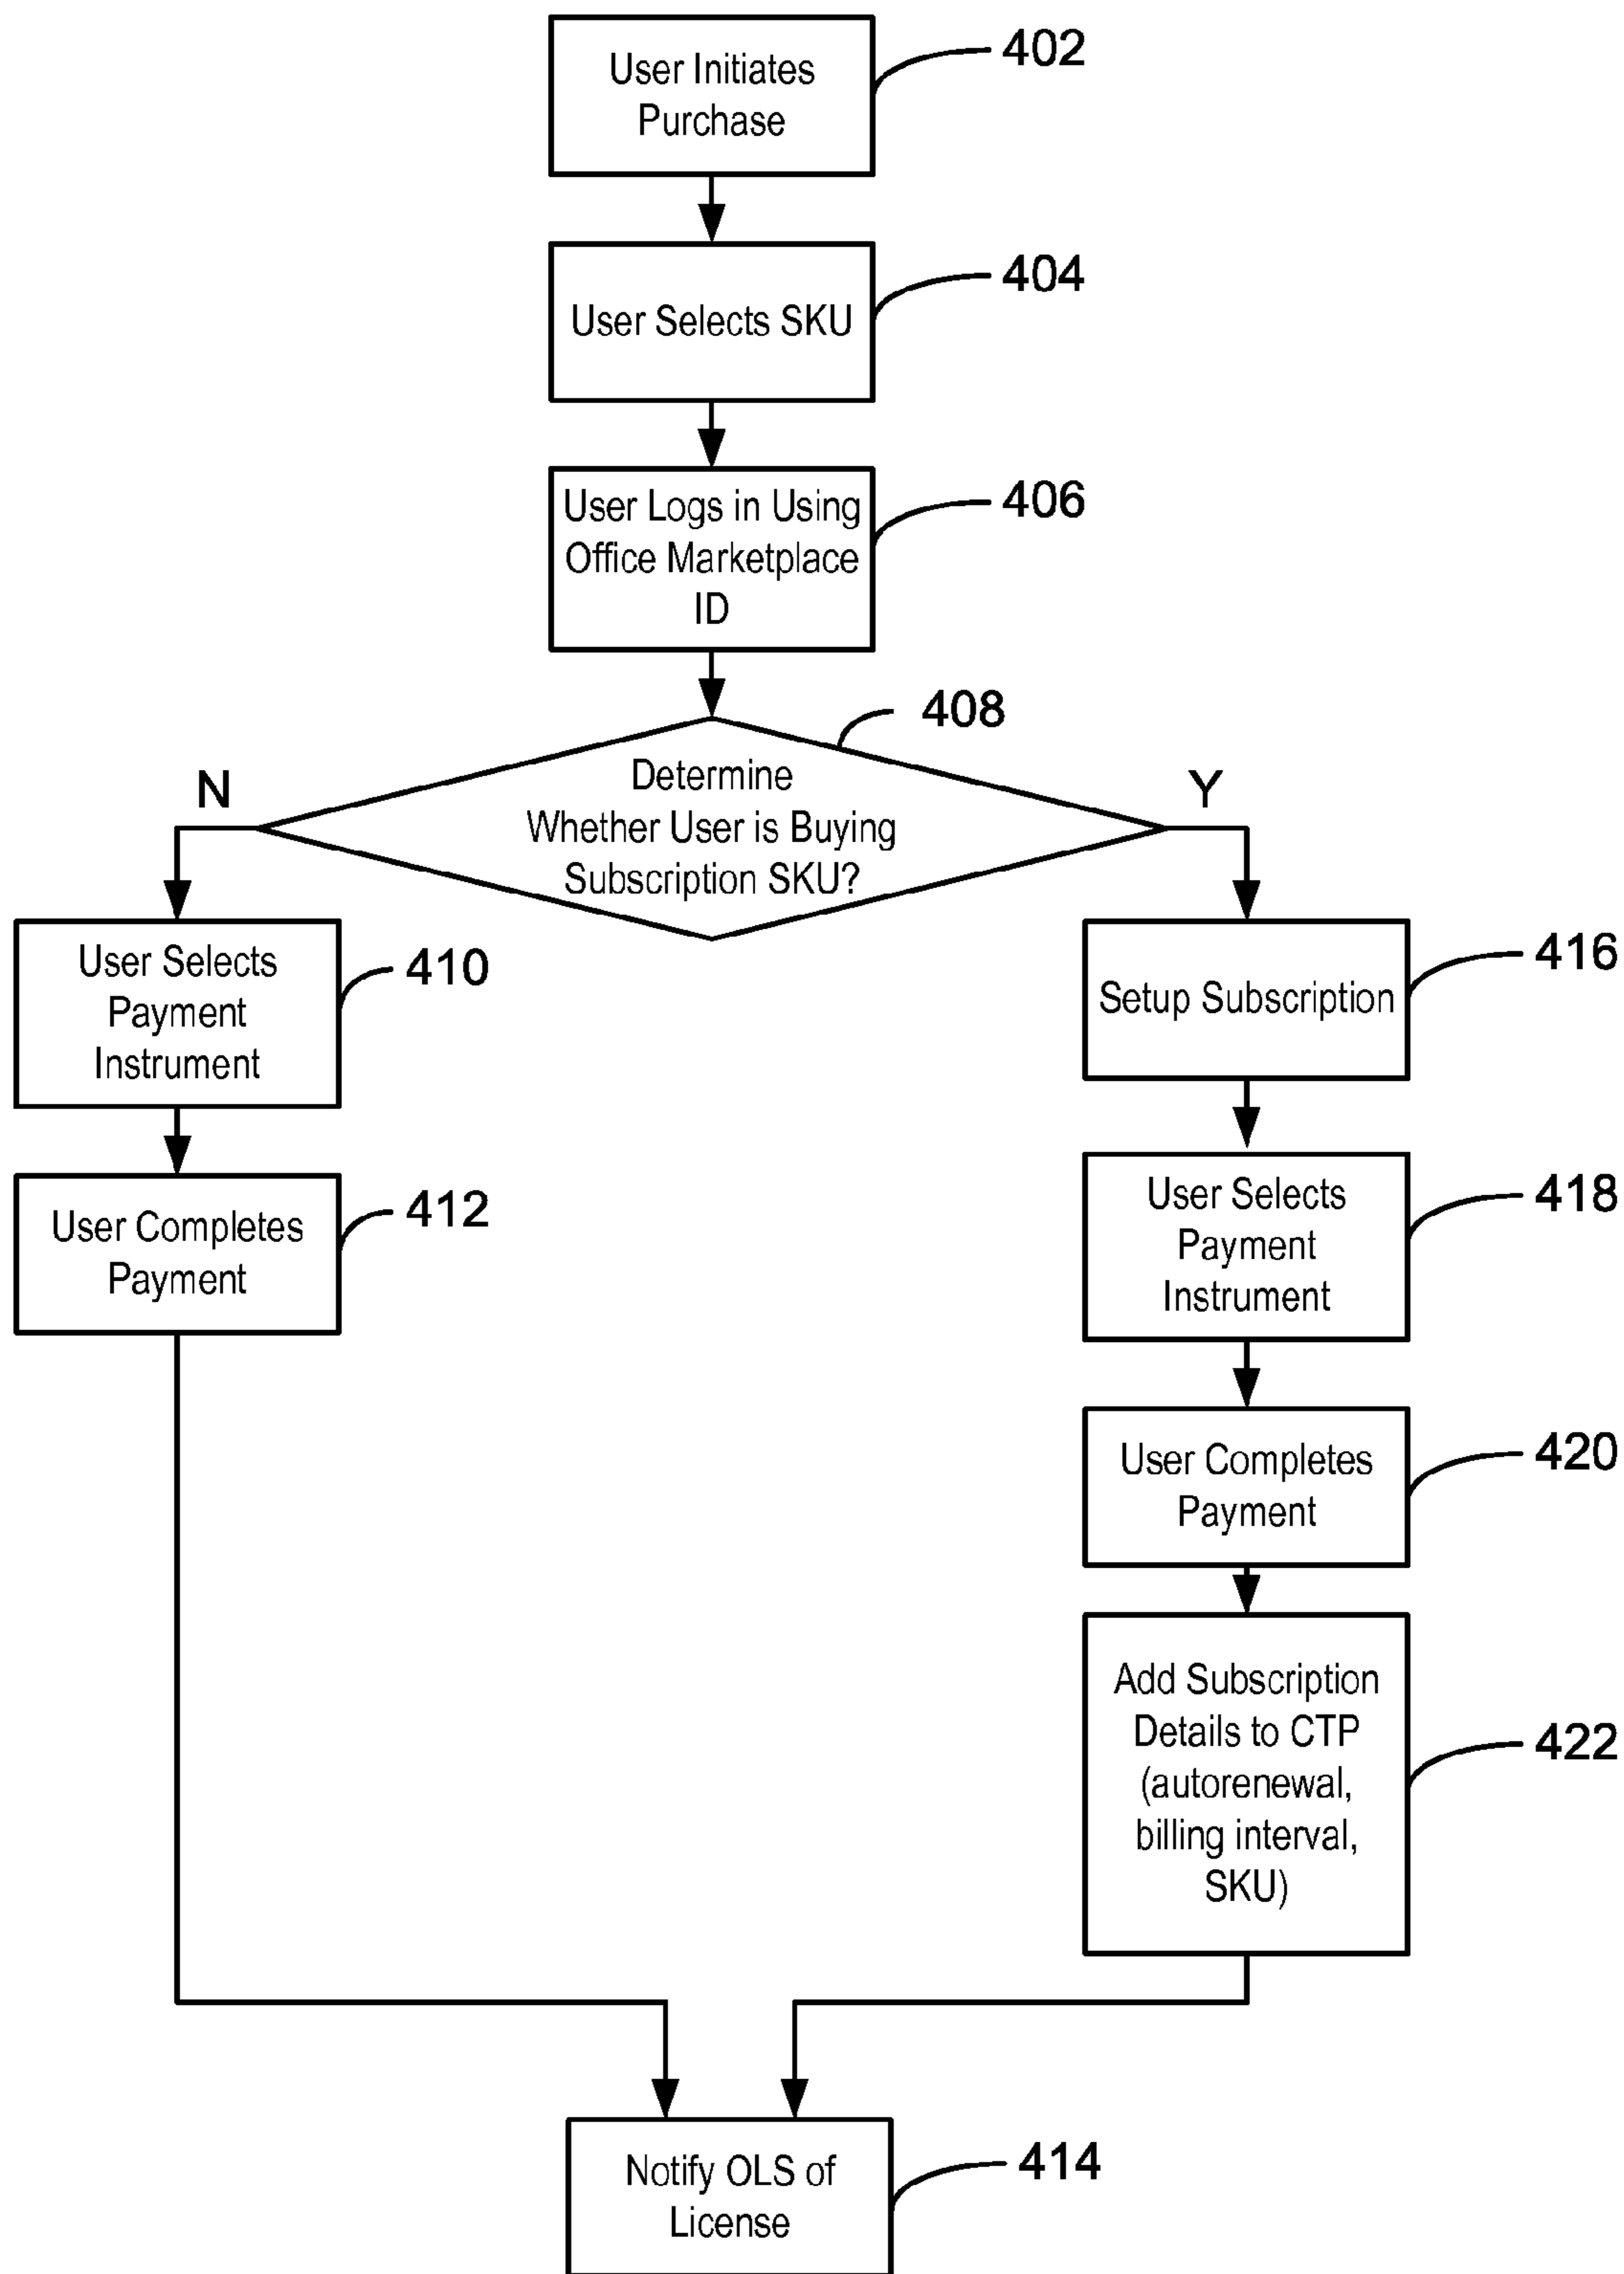 User Initiates
Purchase
402
User Selects SKU
404
User Logs in Using
Office Marketplace
ID
406
408
Determine
Whether User is Buying
Subscription SKU?
N
Y
User Selects
Payment
Instrument
410
User Completes
Payment
412
Setup Subscription
416
User Selects
Payment
Instrument
418
User Completes
Payment
420
Add Subscription
Details to CTP
(autorenewal,
billing interval,
SKU)
422
Notify OLS of
License
414